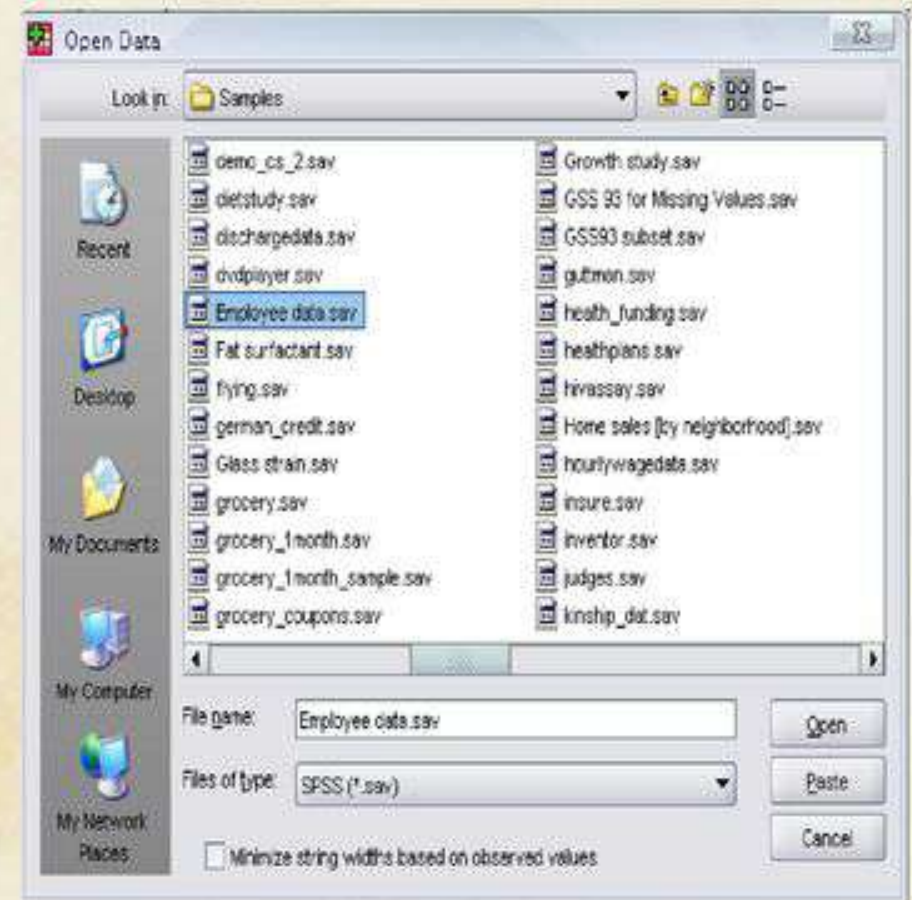 Open Data
Look in:
Samples
Recent
Desktop
My Documents
My Computer
My Network
Places
demo_cs_2.sav
dietstudy.sav
dischargedata.sav
dvdplayer.sav
Employee data.sav
Fat surfactant.sav
flying.sav
german_credit.sav
Glass strain.sav
grocery.sav
grocery_1month.sav
grocery_1month_sample.sav
grocery_coupons.sav
Growth study.sav
GSS 93 for Missing Values.sav
GSS93 subset.sav
guttman.sav
health_funding.sav
healthplans.sav
hivassay.sav
Home sales [by neighborhood].sav
hourlywagedata.sav
insure.sav
inventor.sav
judges.sav
kinship_dat.sav
File name:
Employee data.sav
Open
Files of type:
SPSS (*.sav)
Paste
Minimize string widths based on observed values
Cancel